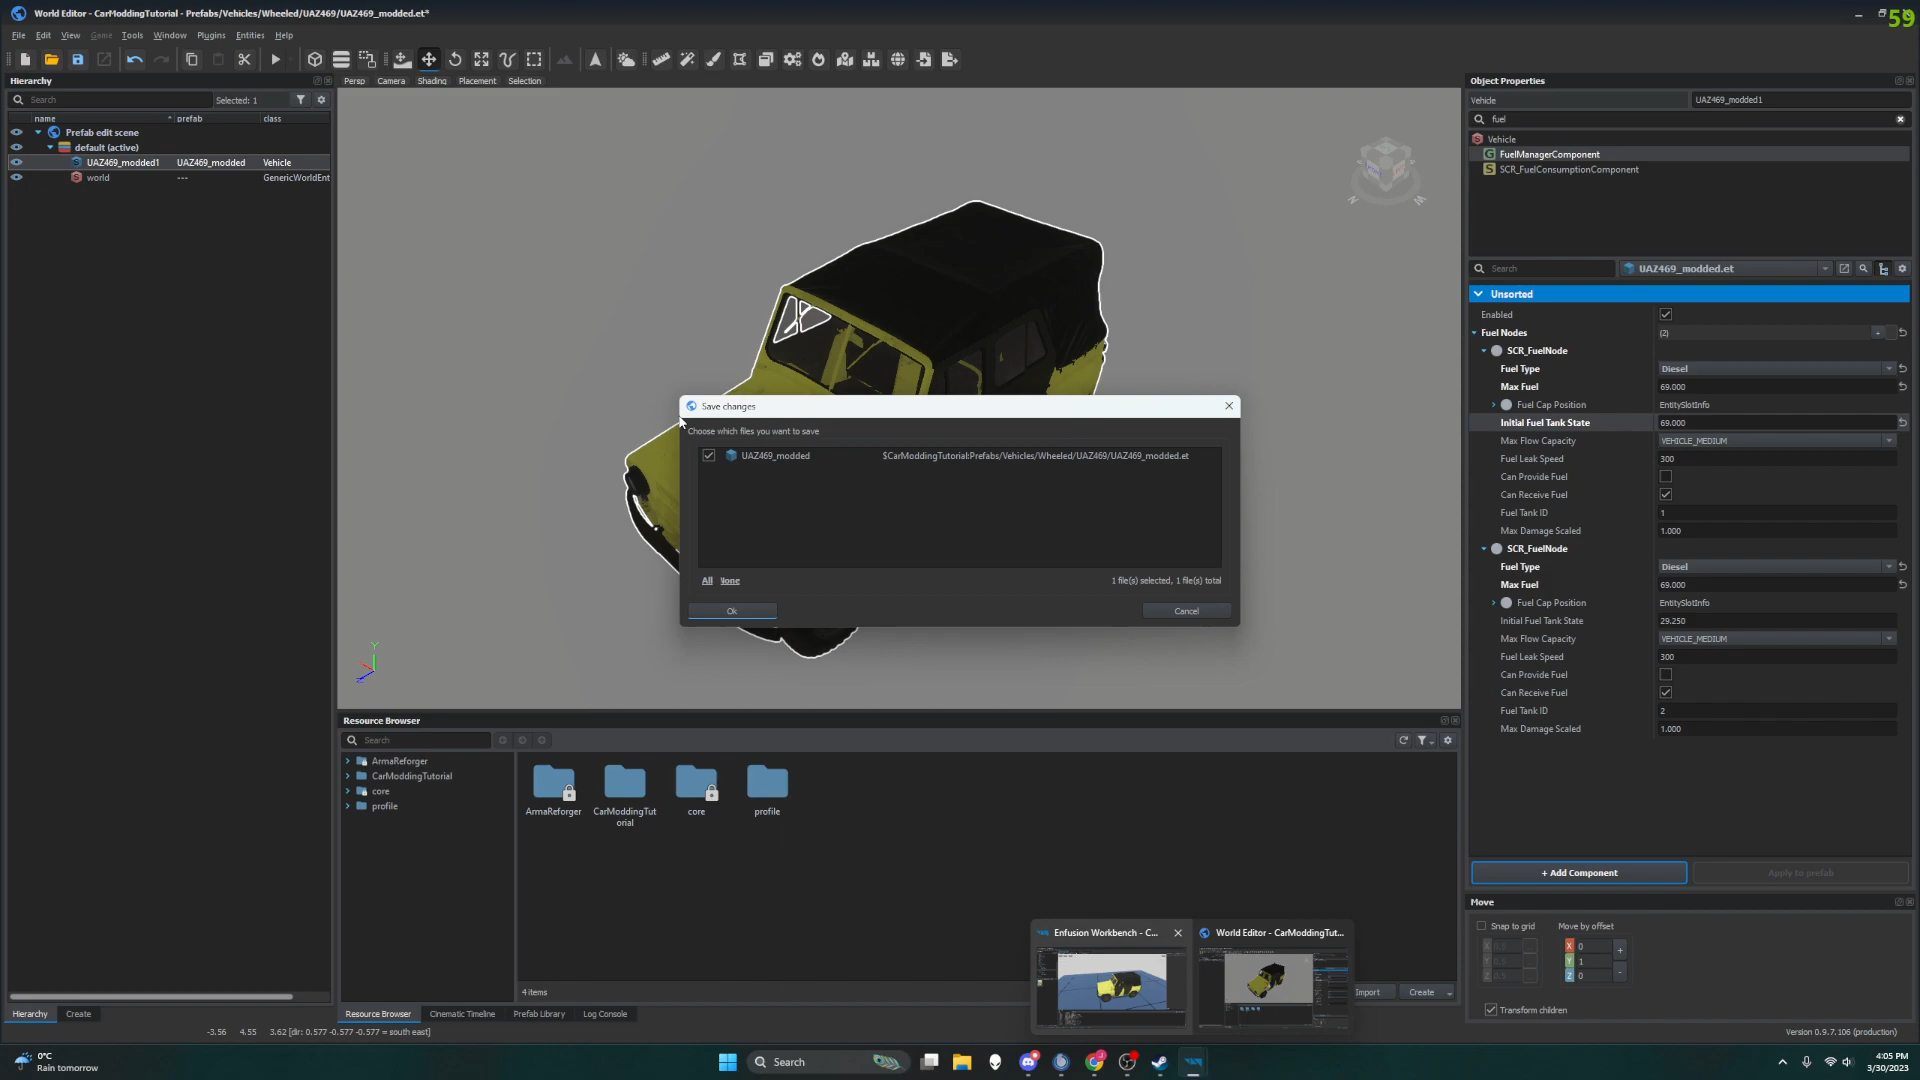 World Editor - CarModdingTutorial - Prefabs/Vehicles/Wheeled/UAZ469/UAZ469_modded.et*
59
File Edit View Game Tools Window Plugins Entities Help
Hierarchy
Persp Camera Shading Placement Selection
Object Properties
Search Selected: 1
Vehicle UAZ469_modded1
name prefab class
fuel
Prefab edit scene
Vehicle
default (active)
FuelManagerComponent
UAZ469_modded1 UAZ469_modded Vehicle
SCR_FuelConsumptionComponent
world --- GenericWorldEnt
Search UAZ469_modded.et
Unsorted
Enabled
Fuel Nodes (2)
SCR_FuelNode
Fuel Type Diesel
Max Fuel 69.000
Fuel Cap Position EntitySlotInfo
Initial Fuel Tank State 69.000
Max Flow Capacity VEHICLE_MEDIUM
Fuel Leak Speed 300
Can Provide Fuel
Can Receive Fuel
Fuel Tank ID 1
Max Damage Scaled 1.000
SCR_FuelNode
Fuel Type Diesel
Max Fuel 69.000
Fuel Cap Position EntitySlotInfo
Initial Fuel Tank State 29.250
Max Flow Capacity VEHICLE_MEDIUM
Fuel Leak Speed 300
Can Provide Fuel
Can Receive Fuel
Fuel Tank ID 2
Max Damage Scaled 1.000
Save changes
Choose which files you want to save
UAZ469_modded $CarModdingTutorial:Prefabs/Vehicles/Wheeled/UAZ469/UAZ469_modded.et
All None 1 file(s) selected, 1 file(s) total
Ok Cancel
Y
Resource Browser
Search
ArmaReforger
CarModdingTutorial
core
profile
ArmaReforger
CarModdingTut
orial
core
profile
+ Add Component Apply to prefab
Move
Snap to grid Move by offset
X 0.5 X 0
Y 0.5 Y 1
Z 0.5 Z 0
+
-
Transform children
Enfusion Workbench - C...
World Editor - CarModdingTut...
4 items
Import Create
Hierarchy Create
Resource Browser Cinematic Timeline Prefab Library Log Console
-3.56 4.55 3.62 [dir: 0.577 -0.577 -0.577 = south east]
Version 0.9.7.106 (production)
0°C
Rain tomorrow
Search
4:05 PM
3/30/2023